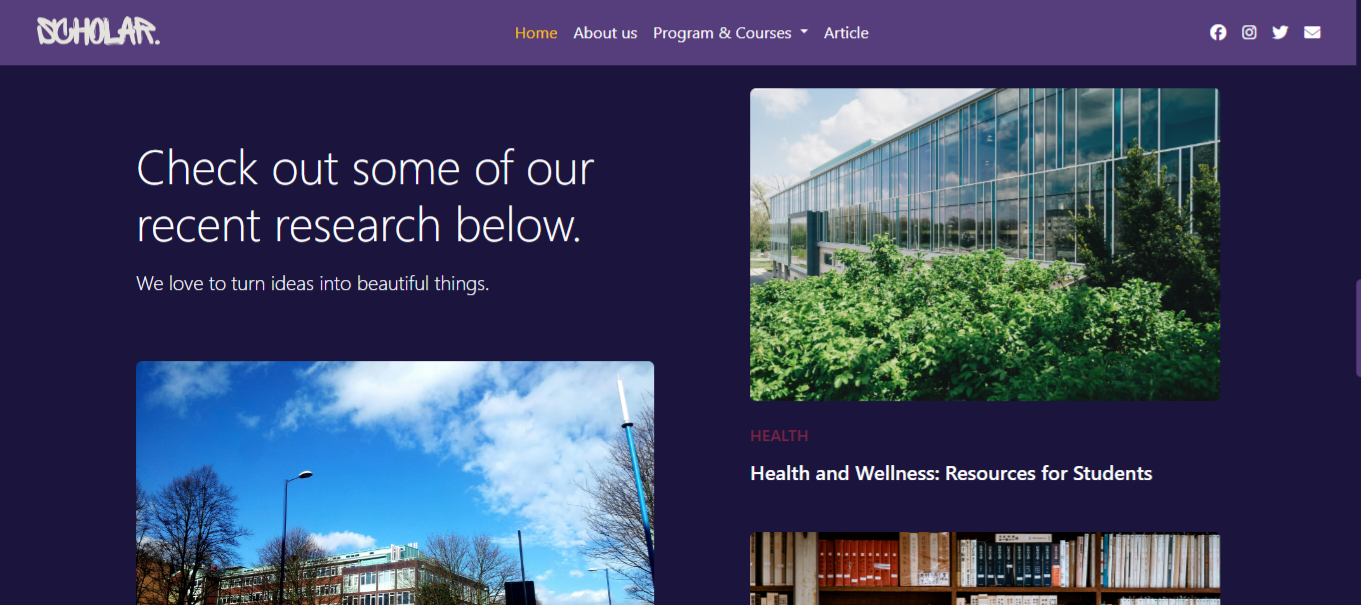 SCHOLAR.
Home About us Program & Courses Article
Check out some of our
recent research below.
We love to turn ideas into beautiful things.
HEALTH
Health and Wellness: Resources for Students